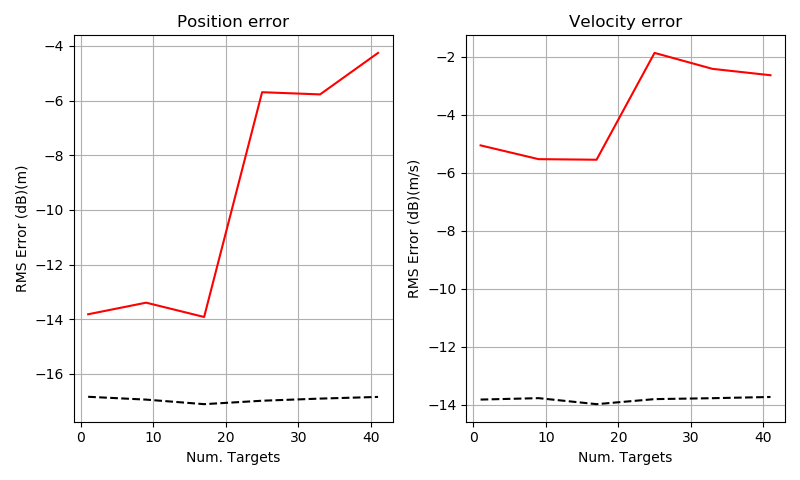 Position error
RMS Error (dB)(m)
−4
−6
−8
−10
−12
−14
−16
0 10 20 30 40
Num. Targets
Velocity error
RMS Error (dB)(m/s)
−2
−4
−6
−8
−10
−12
−14
0 10 20 30 40
Num. Targets